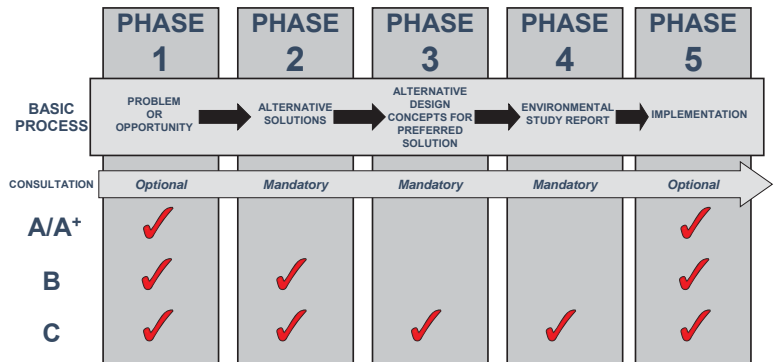 PHASE 1
PHASE 2
PHASE 3
PHASE 4
PHASE 5
BASIC
PROCESS
PROBLEM
OR
OPPORTUNITY
ALTERNATIVE
SOLUTIONS
ALTERNATIVE
DESIGN
CONCEPTS FOR
PREFERRED
SOLUTION
ENVIRONMENTAL
STUDY REPORT
IMPLEMENTATION
CONSULTATION
Optional
Mandatory
Mandatory
Mandatory
Optional
A/A+
B
C